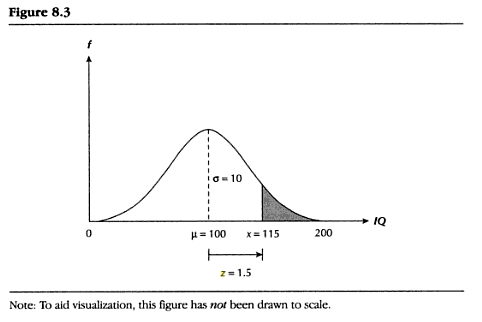 Figure 8.3
f
σ = 10
IQ
0
μ = 100
x = 115
200
z = 1.5
Note: To aid visualization, this figure has not been drawn to scale.